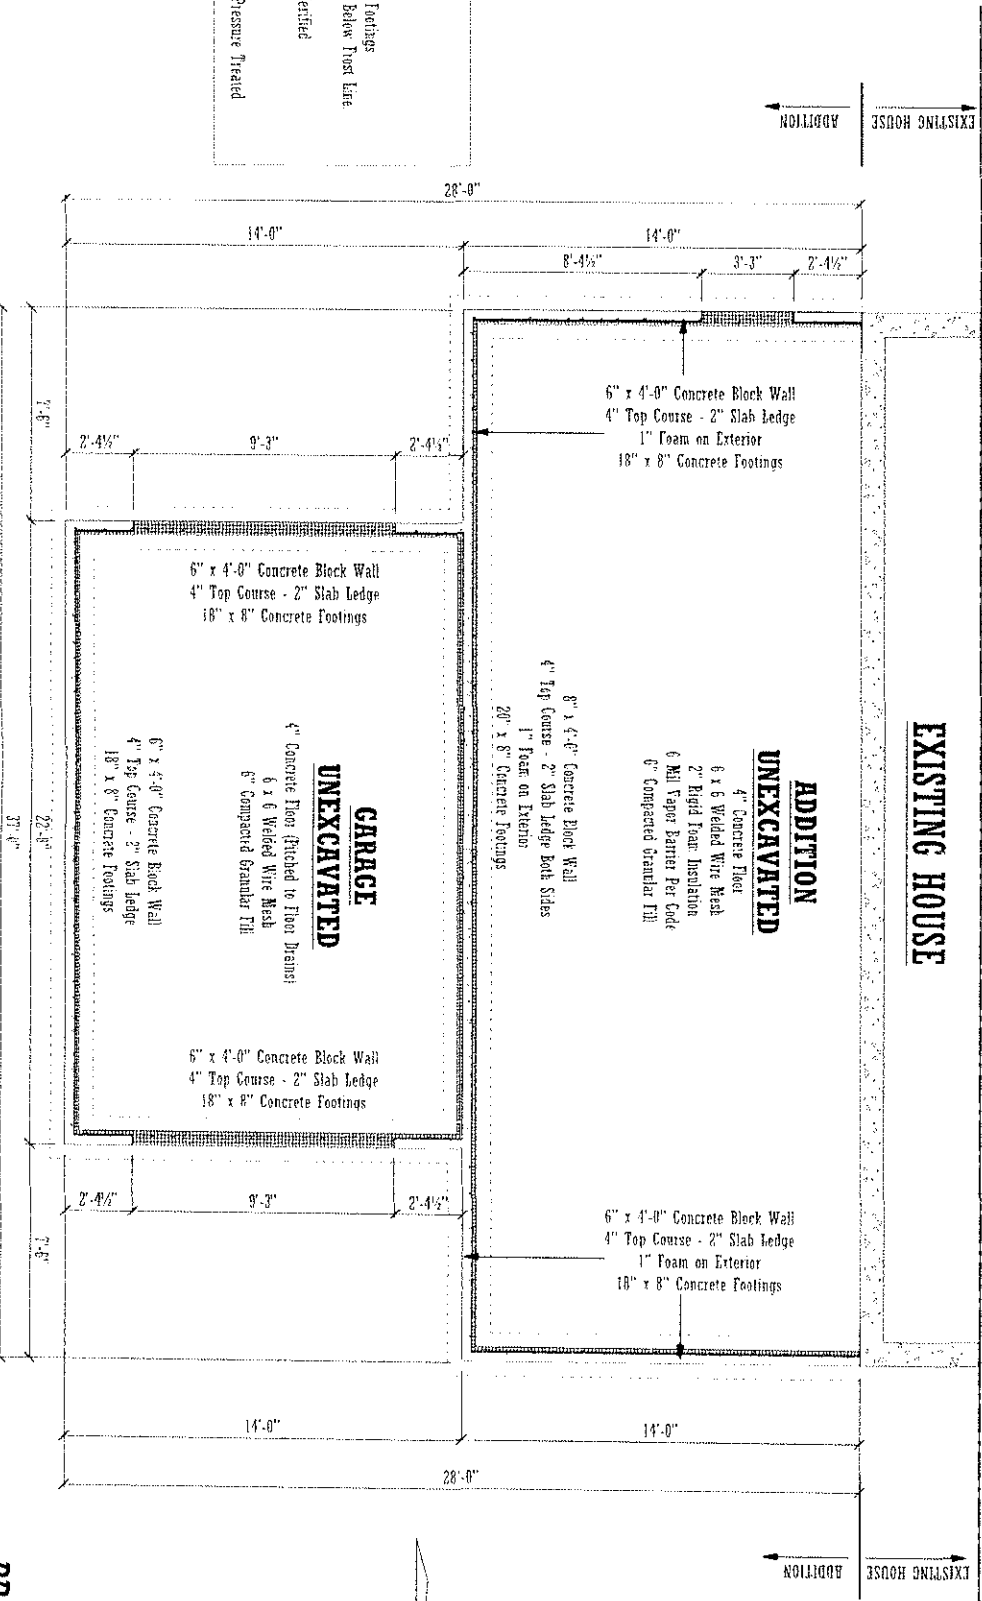 Footings
Below Frost Line.
Verified
Pressure Treated
EXISTING HOUSE
ADDITION
28'-0"
14'-0"
14'-0"
8'-4½"
3'-3"
2'-4½"
EXISTING HOUSE
6" x 4'-0" Concrete Block Wall
4" Top Course - 2" Slab Ledge
1" Foam on Exterior
18" x 8" Concrete Footings
ADDITION
UNEXCAVATED
4" Concrete Floor
6 x 6 Welded Wire Mesh
2" Rigid Foam Insulation
6 Mil Vapor Barrier Per Code
6" Compacted Granular Fill
8" x 4'-0" Concrete Block Wall
4" Top Course - 2" Slab Ledge Both Sides
1" Foam on Exterior
20" x 8" Concrete Footings
6" x 4'-0" Concrete Block Wall
4" Top Course - 2" Slab Ledge
1" Foam on Exterior
18" x 8" Concrete Footings
7'-8"
2'-4½"
9'-3"
2'-4½"
6" x 4'-0" Concrete Block Wall
4" Top Course - 2" Slab Ledge
18" x 8" Concrete Footings
GARAGE
UNEXCAVATED
4" Concrete Floor (Pitched to Floor Drains)
6 x 6 Welded Wire Mesh
6" Compacted Granular Fill
6" x 4'-0" Concrete Block Wall
4" Top Course - 2" Slab Ledge
18" x 8" Concrete Footings
6" x 4'-0" Concrete Block Wall
4" Top Course - 2" Slab Ledge
18" x 8" Concrete Footings
2'-4½"
9'-3"
2'-4½"
14'-0"
14'-0"
28'-0"
EXISTING HOUSE
ADDITION